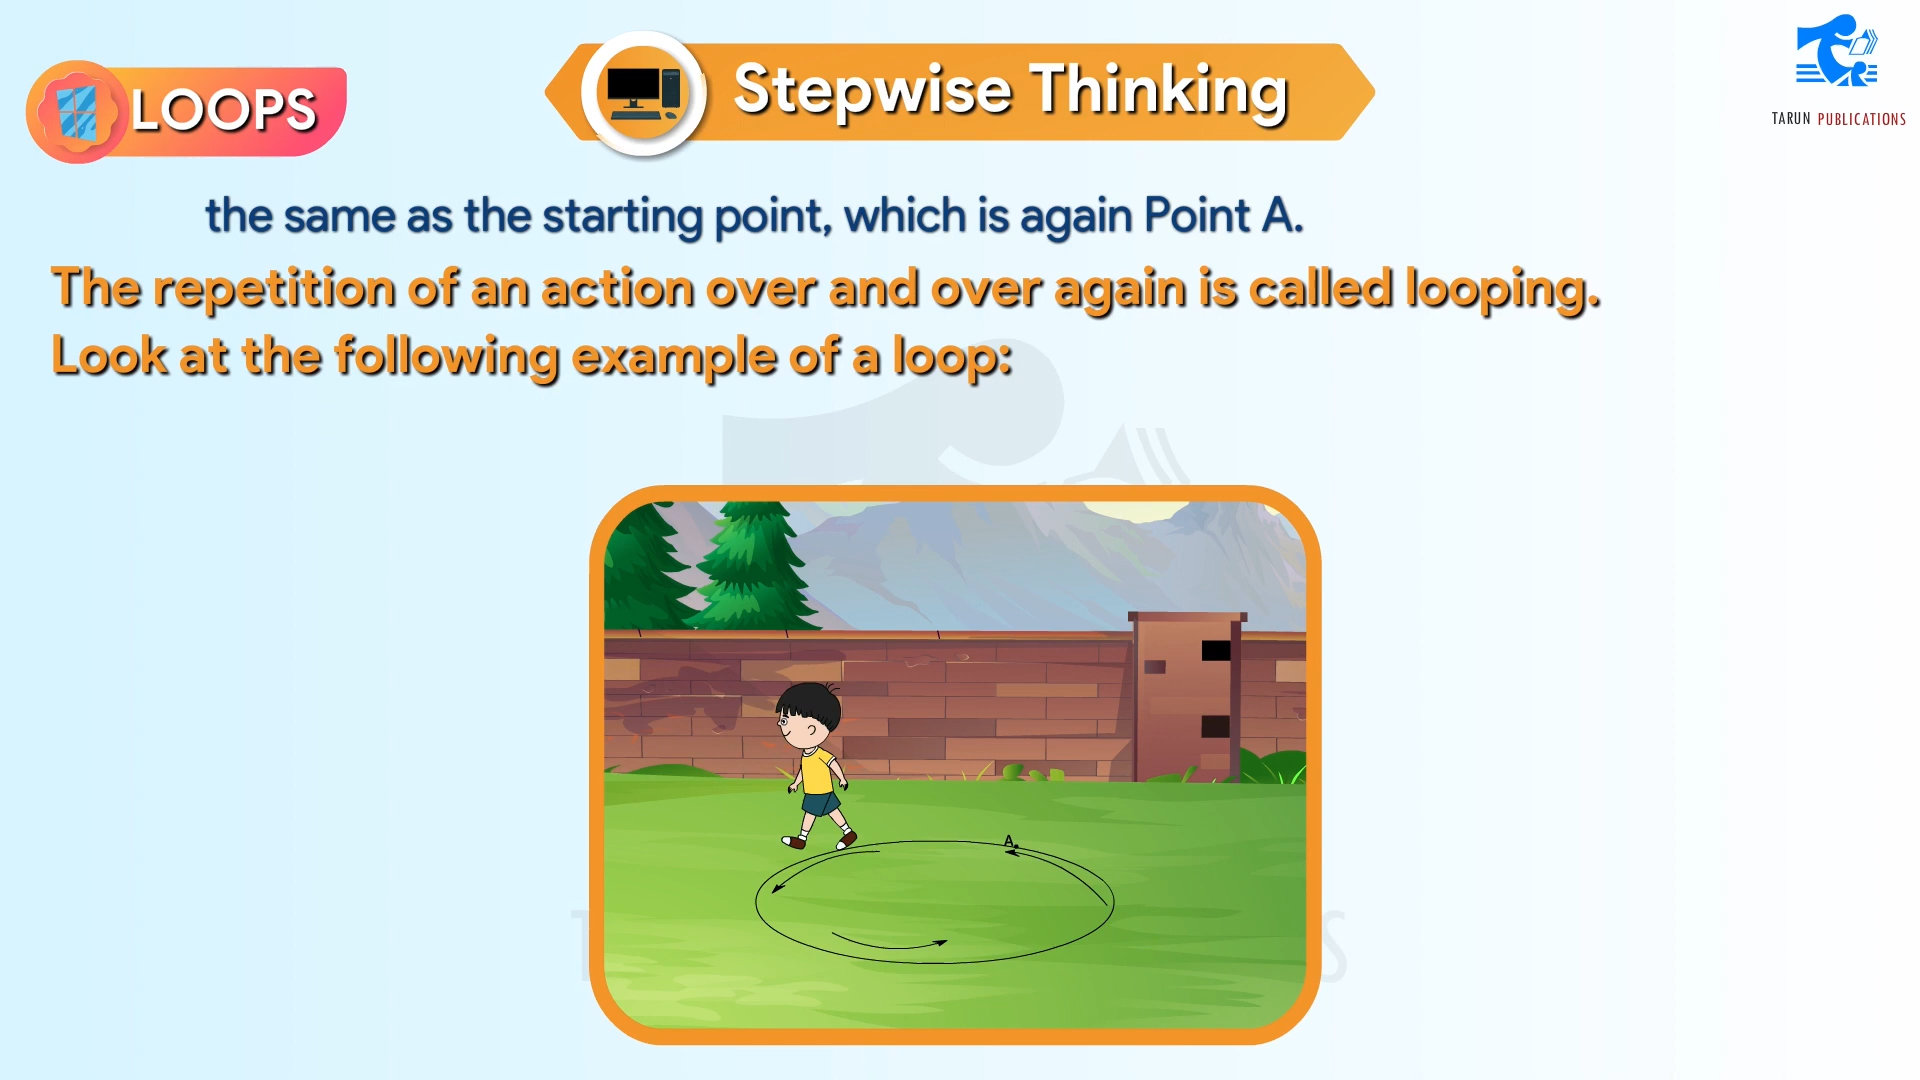 LOOPS
Stepwise Thinking
TARUN PUBLICATIONS
the same as the starting point, which is again Point A.
The repetition of an action over and over again is called looping.
Look at the following example of a loop:
A